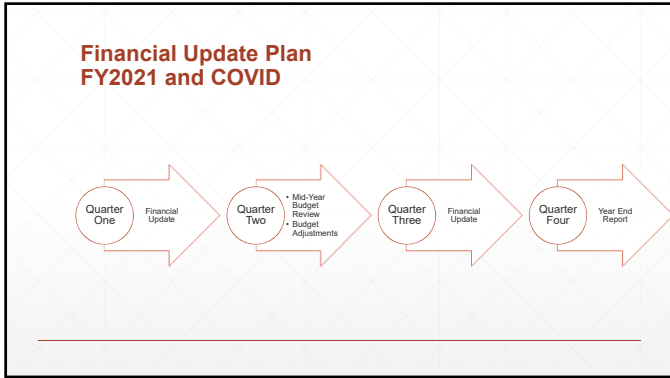 Financial Update Plan
FY2021 and COVID
Quarter
One
Financial
Update
Quarter
Two
• Mid-Year
Budget
Review
• Budget
Adjustments
Quarter
Three
Financial
Update
Quarter
Four
Year End
Report